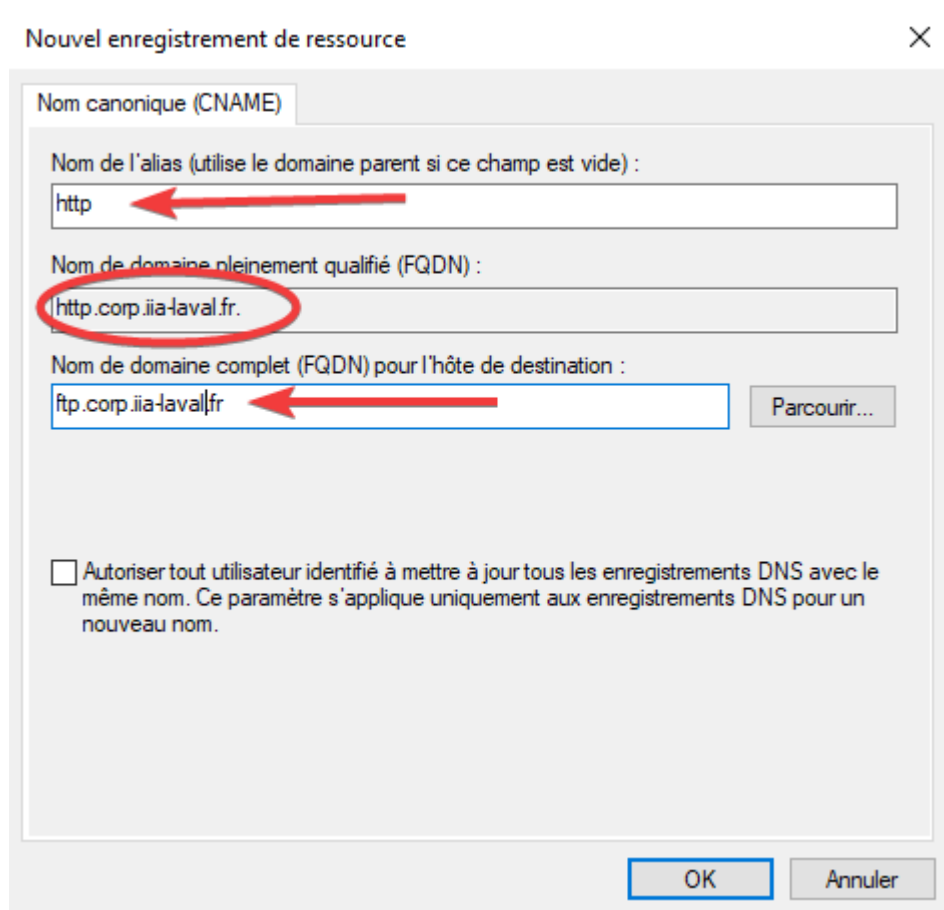 Nouvel enregistrement de ressource
Nom canonique (CNAME)
Nom de l'alias (utilise le domaine parent si ce champ est vide) :
http
Nom de domaine pleinement qualifié (FQDN) :
http.corp.iia-laval.fr.
Nom de domaine complet (FQDN) pour l'hôte de destination :
ftp.corp.iia-laval.fr
Parcourir...
Autoriser tout utilisateur identifié à mettre à jour tous les enregistrements DNS avec le
même nom. Ce paramètre s'applique uniquement aux enregistrements DNS pour un
nouveau nom.
OK
Annuler